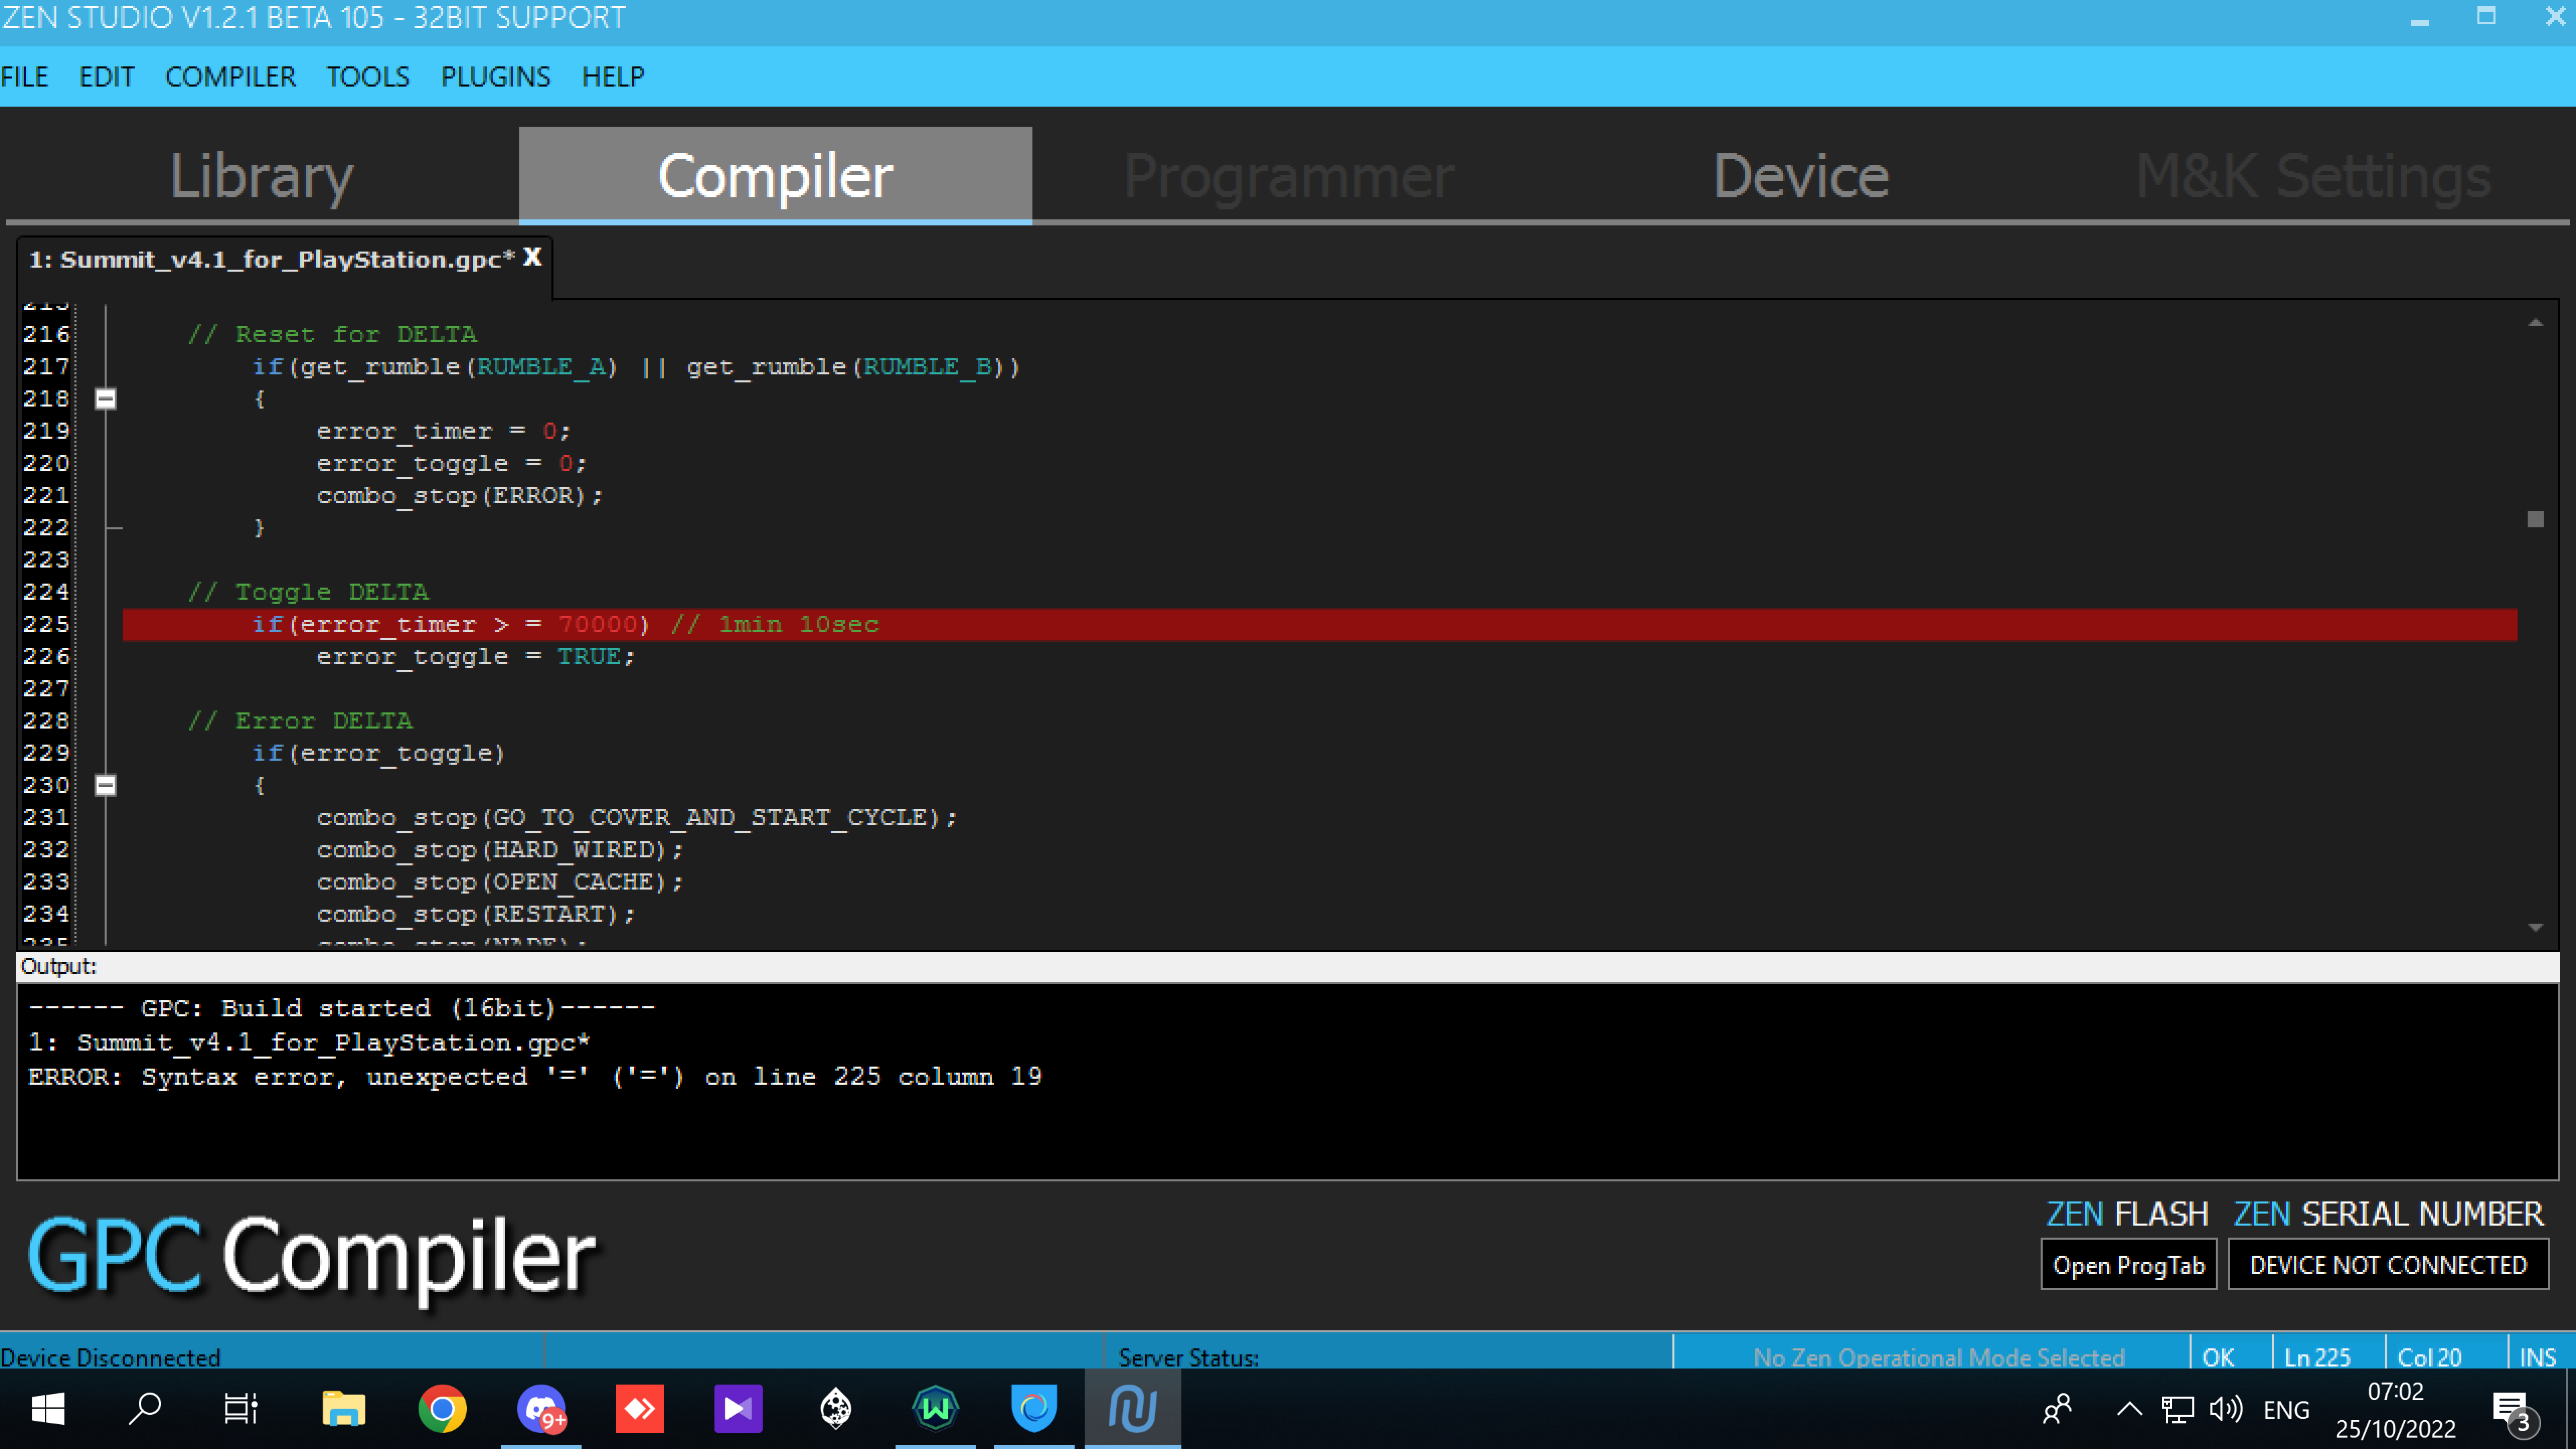 ZEN STUDIO V1.2.1 BETA 105 - 32BIT SUPPORT
FILE EDIT COMPILER TOOLS PLUGINS HELP
Library Compiler Programmer Device M&K Settings
1: Summit_v4.1_for_PlayStation.gpc* X
216 // Reset for DELTA
217 if(get_rumble(RUMBLE_A) || get_rumble(RUMBLE_B))
218 {
219 error_timer = 0;
220 error_toggle = 0;
221 combo_stop(ERROR);
222 }
223
224 // Toggle DELTA
225 if(error_timer > = 70000) // 1min 10sec
226 error_toggle = TRUE;
227
228 // Error DELTA
229 if(error_toggle)
230 {
231 combo_stop(GO_TO_COVER_AND_START_CYCLE);
232 combo_stop(HARD_WIRED);
233 combo_stop(OPEN_CACHE);
234 combo_stop(RESTART);
235 combo_stop(NADE);
Output:
------ GPC: Build started (16bit)------
1: Summit_v4.1_for_PlayStation.gpc*
ERROR: Syntax error, unexpected '=' ('=') on line 225 column 19
GPC Compiler
ZEN FLASH ZEN SERIAL NUMBER
Open ProgTab DEVICE NOT CONNECTED
Device Disconnected Server Status: No Zen Operational Mode Selected OK Ln 225 Col 20 INS
9+
ENG
07:02
25/10/2022
3